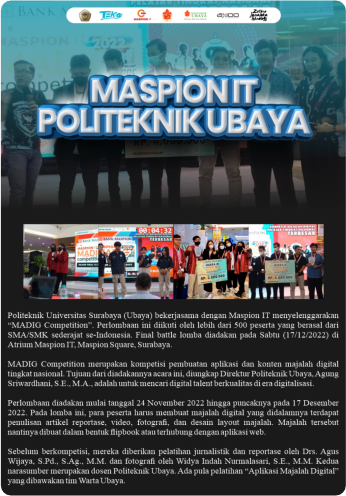 MASPION IT
POLITEKNIK UBAYA
Politeknik Universitas Surabaya (Ubaya) bekerjasama dengan Maspion IT menyelenggarakan
“MADIG Competition”. Perlombaan ini diikuti oleh lebih dari 500 peserta yang berasal dari
SMA/SMK sederajat se-Indonesia. Final battle lomba diadakan pada Sabtu (17/12/2022) di
Atrium Maspion IT, Maspion Square, Surabaya.
MADIG Competition merupakan kompetisi pembuatan aplikasi dan konten majalah digital
tingkat nasional. Tujuan dari diadakannya acara ini, diungkap Direktur Politeknik Ubaya, Agung
Sriwardhani, S.E., M.A., adalah untuk mencari digital talent berkualitas di era digitalisasi.
Perlombaan diadakan mulai tanggal 24 November 2022 hingga puncaknya pada 17 Desember
2022. Pada lomba ini, para peserta harus membuat majalah digital yang didalamnya terdapat
penulisan artikel reportase, video, fotografi, dan desain layout majalah. Majalah tersebut
nantinya dibuat dalam bentuk flipbook atau terhubung dengan aplikasi web.
Sebelum berkompetisi, mereka diberikan pelatihan jurnalistik dan reportase oleh Drs. Agus
Wijaya, S.Pd., S.Ag., M.M. dan fotografi oleh Widya Indah Nurmalasari, S.E., M.M. Kedua
narasumber merupakan dosen Politeknik Ubaya. Ada pula pelatihan “Aplikasi Majalah Digital”
yang dibawakan tim Warta Ubaya.